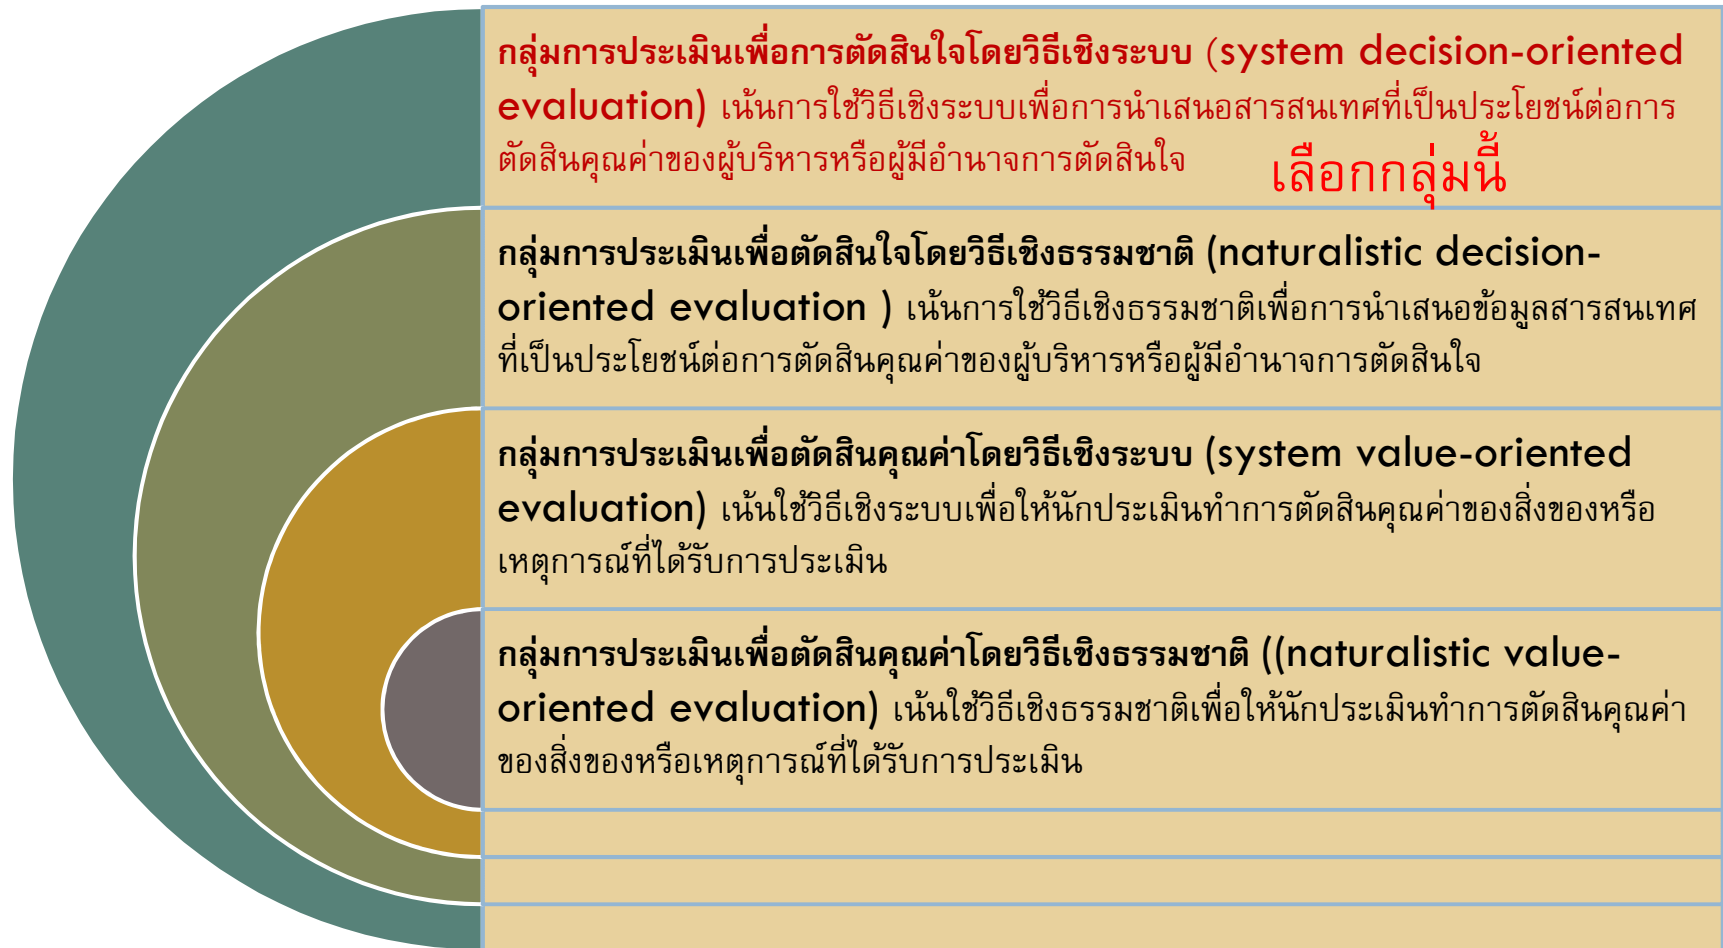 กลุ่มการประเมินเพื่อการตัดสินใจโดยวิธีเชิงระบบ (system decision-oriented
evaluation) เน้นการใช้วิธีเชิงระบบเพื่อการนำเสนอสารสนเทศที่เป็นประโยชน์ต่อการ
ตัดสินคุณค่าของผู้บริหารหรือผู้มีอำนาจการตัดสินใจ
เลือกกลุ่มนี้
กลุ่มการประเมินเพื่อตัดสินใจโดยวิธีเชิงธรรมชาติ (naturalistic decision-
oriented evaluation ) เน้นการใช้วิธีเชิงธรรมชาติเพื่อการนำเสนอข้อมูลสารสนเทศ
ที่เป็นประโยชน์ต่อการตัดสินคุณค่าของผู้บริหารหรือผู้มีอำนาจการตัดสินใจ
กลุ่มการประเมินเพื่อตัดสินคุณค่าโดยวิธีเชิงระบบ (system value-oriented
evaluation) เน้นใช้วิธีเชิงระบบเพื่อให้นักประเมินทำการตัดสินคุณค่าของสิ่งของหรือ
เหตุการณ์ที่ได้รับการประเมิน
กลุ่มการประเมินเพื่อตัดสินคุณค่าโดยวิธีเชิงธรรมชาติ ((naturalistic value-
oriented evaluation) เน้นใช้วิธีเชิงธรรมชาติเพื่อให้นักประเมินทำการตัดสินคุณค่า
ของสิ่งของหรือเหตุการณ์ที่ได้รับการประเมิน